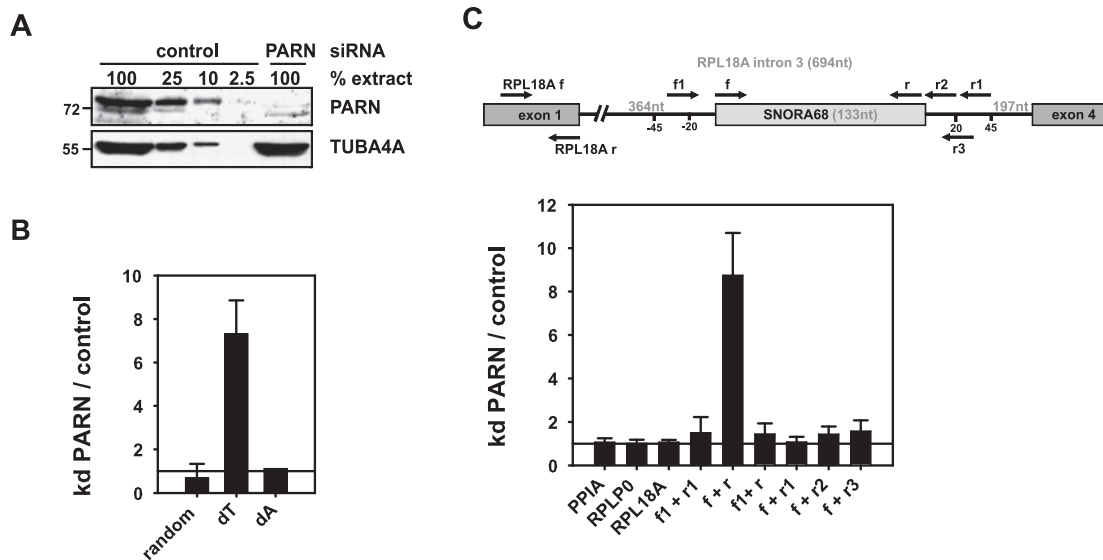 A
control PARN siRNA
100 25 10 2.5 100 % extract
72 PARN
55 TUBA4A
B
kd PARN / control
10
8
6
4
2
0
random dT dA
C
RPL18A intron 3 (694nt)
RPL18A f f1 f r r2 r1
364nt 197nt
exon 1 SNORA68 (133nt) exon 4
-45 -20 20 45
RPL18A r r3
kd PARN / control
12
10
8
6
4
2
0
PPIA RPLP0 RPL18A f1 + r1 f + r f1+ r f + r1 f + r2 f + r3